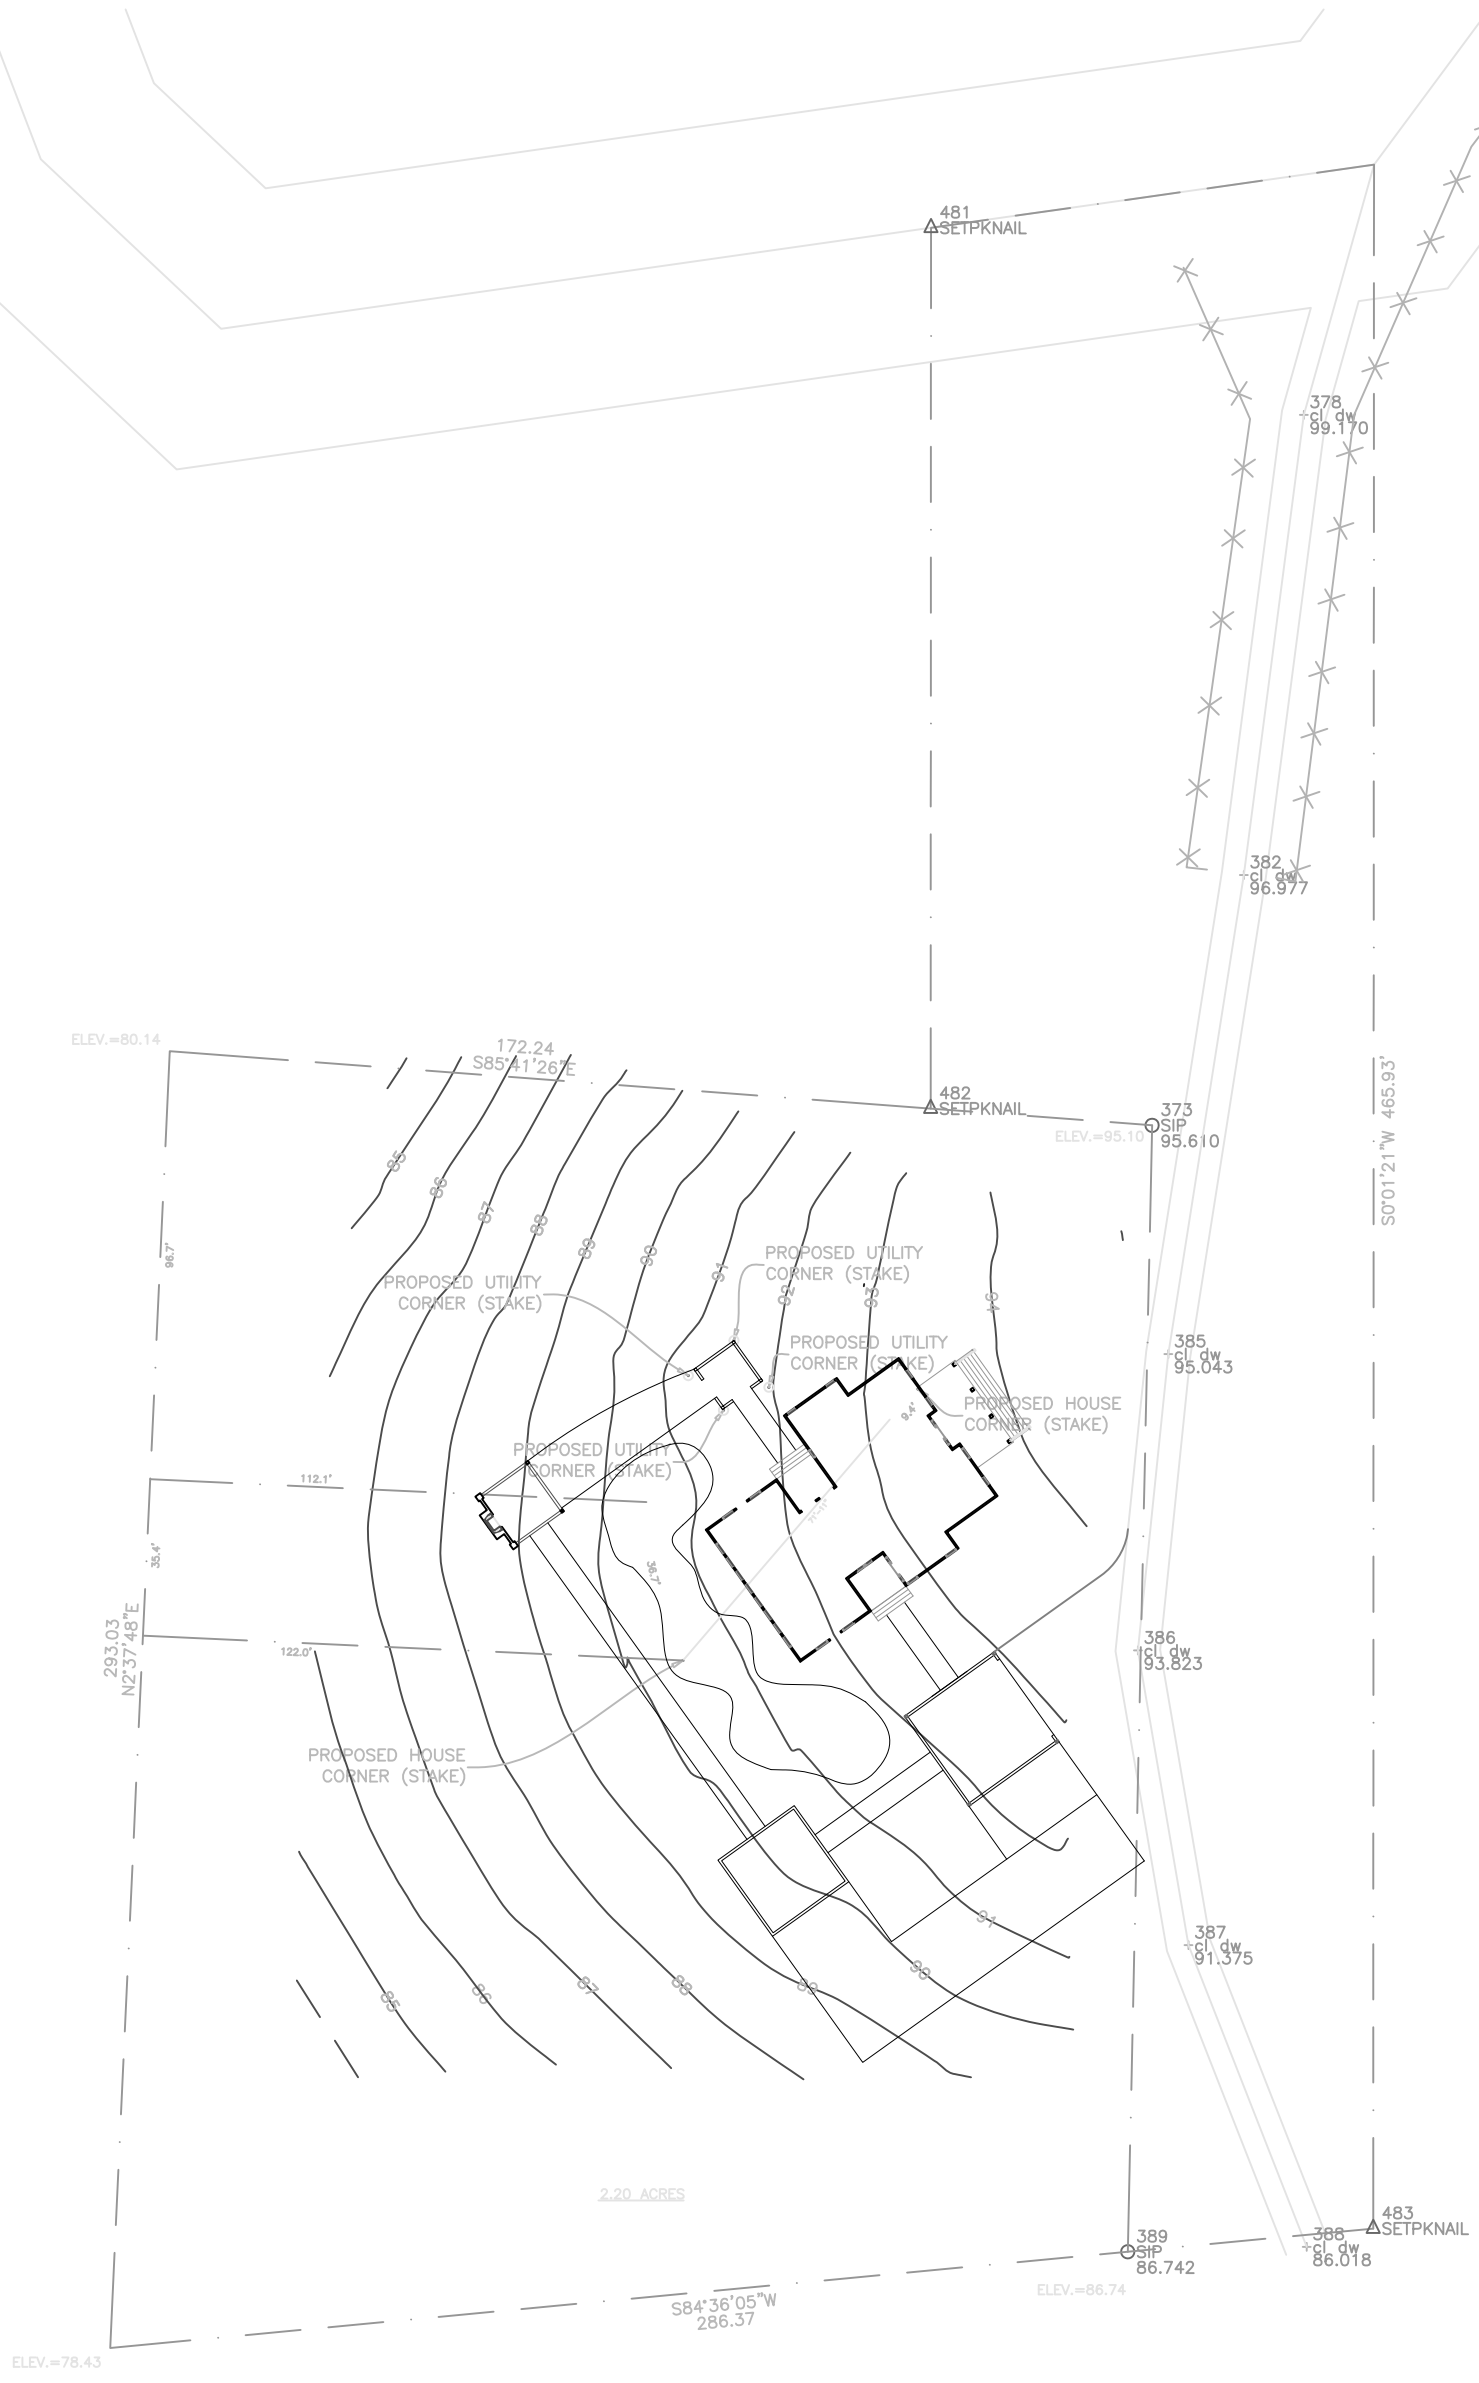 481
SETPKNAIL
378
cl dw
99.170
382
cl dw
96.977
ELEV.=80.14
172.24
S85°41'26"E
482
SETPKNAIL
373
SIP
95.610
ELEV.=95.10
S0°01'21"W 465.93'
85
86
87
88
89
90
91
92
93
94
96.7'
PROPOSED UTILITY
CORNER (STAKE)
PROPOSED UTILITY
CORNER (STAKE)
PROPOSED UTILITY
CORNER (STAKE)
385
cl dw
95.043
PROPOSED HOUSE
CORNER (STAKE)
9.4'
PROPOSED UTILITY
CORNER (STAKE)
112.1'
35.4'
36.7'
293.03
N2°37'48"E
122.0'
386
cl dw
93.823
PROPOSED HOUSE
CORNER (STAKE)
387
cl dw
91.375
85
86
87
88
89
90
91
2.20 ACRES
483
SETPKNAIL
389
SIP
86.742
388
cl dw
86.018
ELEV.=86.74
S84°36'05"W
286.37
ELEV.=78.43